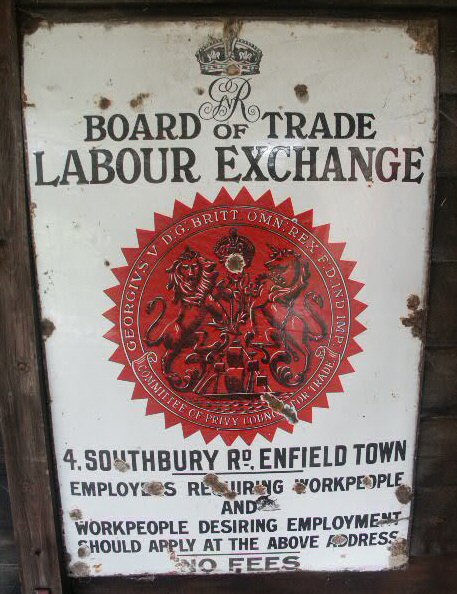 GR
BOARD OF TRADE
LABOUR EXCHANGE
GEORGIVS V D.G. BRITT. OMN. REX F.D. IND. IMP.
COMMITTEE OF PRIVY COUNCIL FOR TRADE
4. SOUTHBURY RD, ENFIELD TOWN
EMPLOYERS REQUIRING WORKPEOPLE
AND
WORKPEOPLE DESIRING EMPLOYMENT
SHOULD APPLY AT THE ABOVE ADDRESS
NO FEES